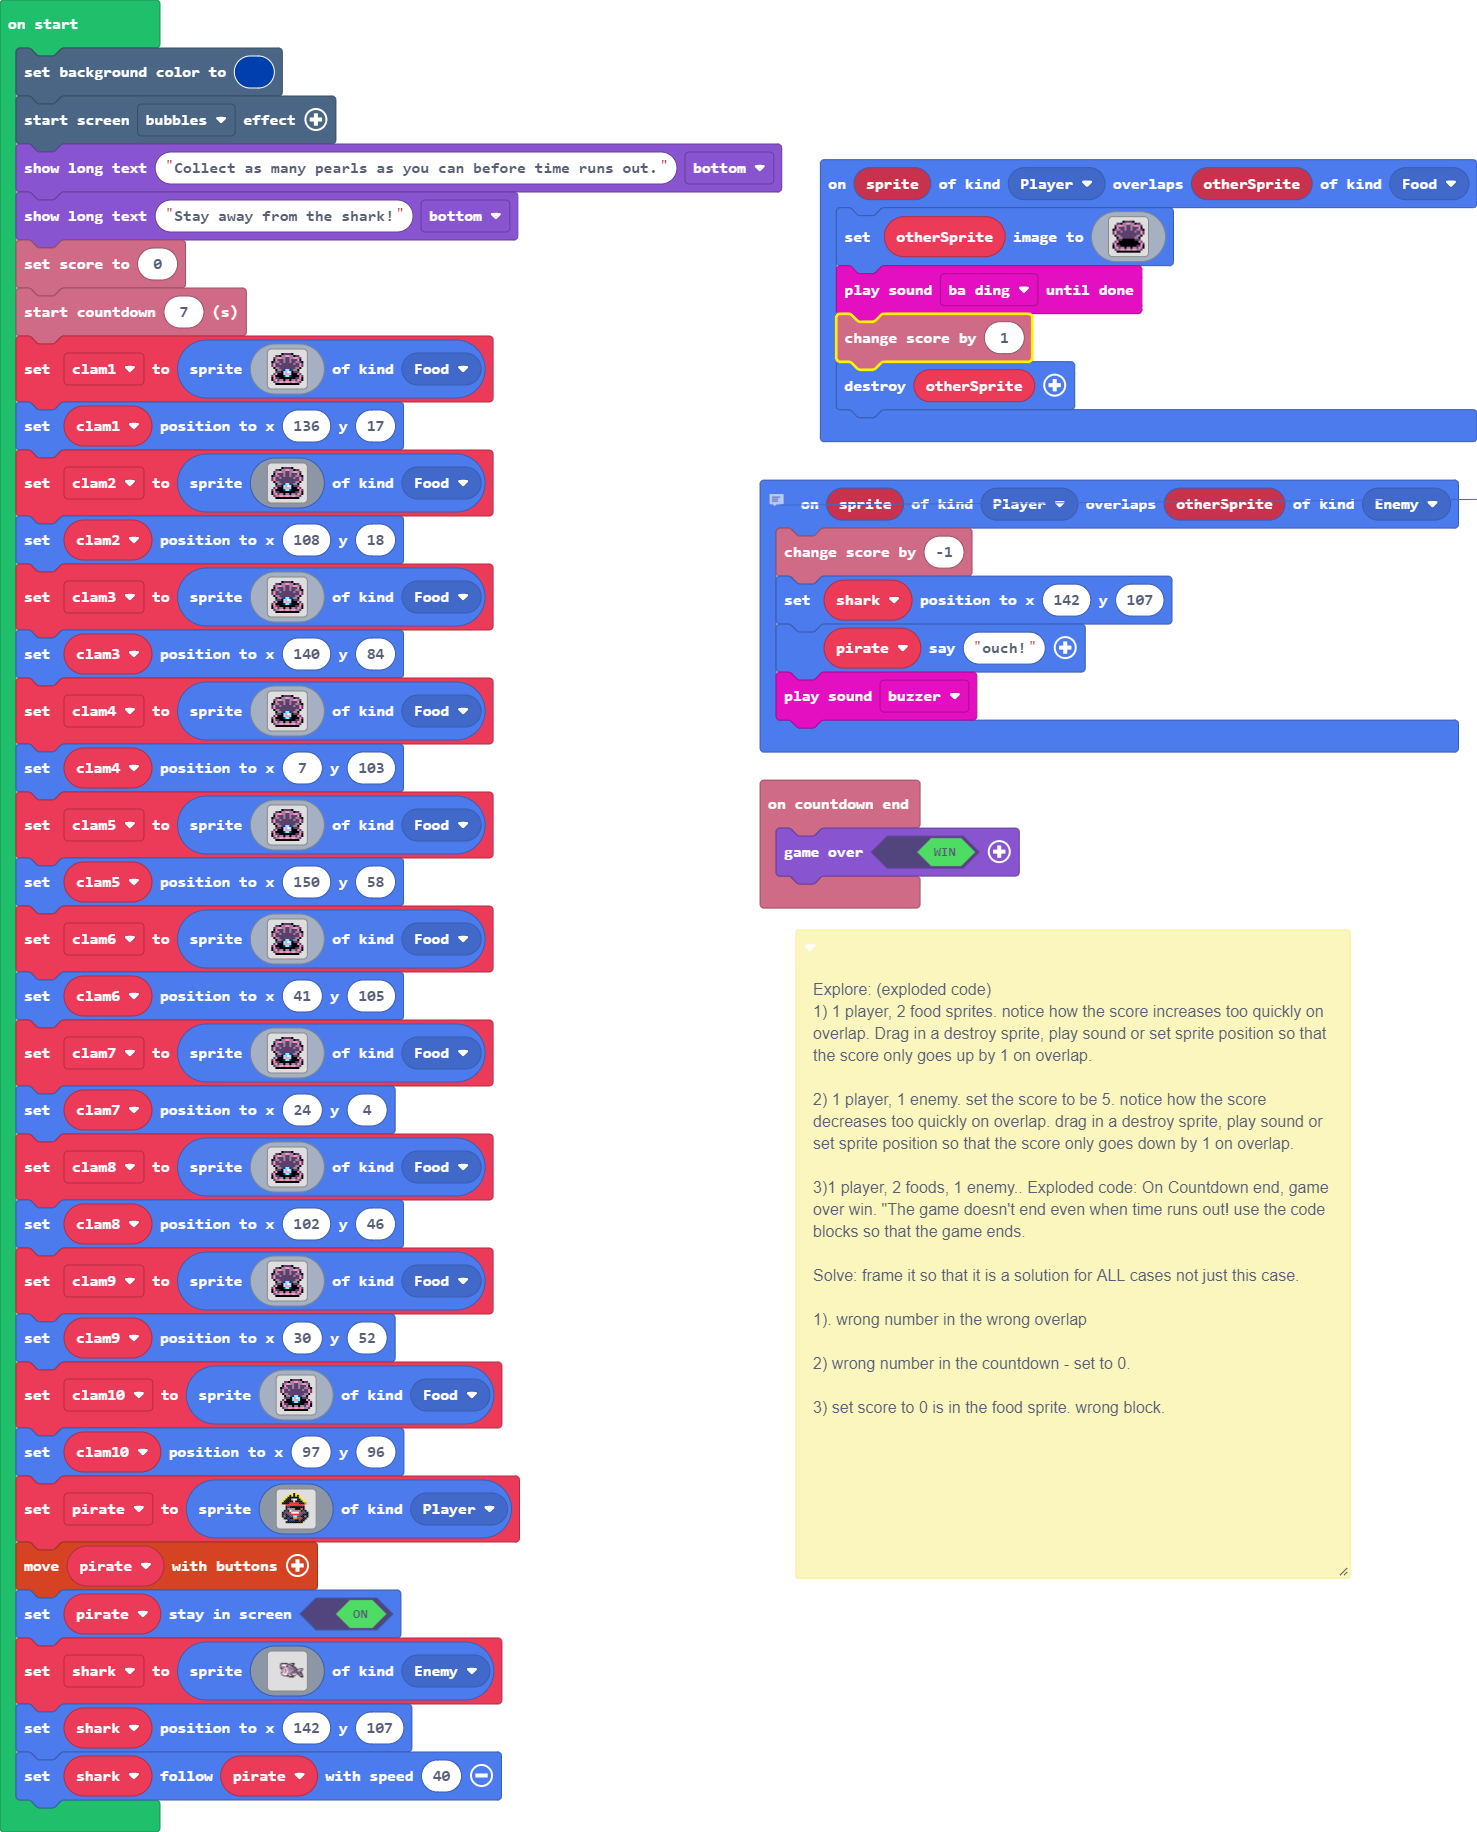 on start
set background color to
start screen bubbles effect
show long text "Collect as many pearls as you can before time runs out." bottom
show long text "Stay away from the shark!" bottom
set score to 0
start countdown 7 (s)
set clam1 to sprite of kind Food
set clam1 position to x 136 y 17
set clam2 to sprite of kind Food
set clam2 position to x 108 y 18
set clam3 to sprite of kind Food
set clam3 position to x 140 y 84
set clam4 to sprite of kind Food
set clam4 position to x 7 y 103
set clam5 to sprite of kind Food
set clam5 position to x 150 y 58
set clam6 to sprite of kind Food
set clam6 position to x 41 y 105
set clam7 to sprite of kind Food
set clam7 position to x 24 y 4
set clam8 to sprite of kind Food
set clam8 position to x 102 y 46
set clam9 to sprite of kind Food
set clam9 position to x 30 y 52
set clam10 to sprite of kind Food
set clam10 position to x 97 y 96
set pirate to sprite of kind Player
move pirate with buttons
set pirate stay in screen ON
set shark to sprite of kind Enemy
set shark position to x 142 y 107
set shark follow pirate with speed 40
on sprite of kind Player overlaps otherSprite of kind Food
set otherSprite image to
play sound ba ding until done
change score by 1
destroy otherSprite
on sprite of kind Player overlaps otherSprite of kind Enemy
change score by -1
set shark position to x 142 y 107
pirate say "ouch!"
play sound buzzer
on countdown end
game over WIN
Explore: (exploded code)
1) 1 player, 2 food sprites. notice how the score increases too quickly on
overlap. Drag in a destroy sprite, play sound or set sprite position so that
the score only goes up by 1 on overlap.
2) 1 player, 1 enemy. set the score to be 5. notice how the score
decreases too quickly on overlap. drag in a destroy sprite, play sound or
set sprite position so that the score only goes down by 1 on overlap.
3)1 player, 2 foods, 1 enemy.. Exploded code: On Countdown end, game
over win. "The game doesn't end even when time runs out! use the code
blocks so that the game ends.
Solve: frame it so that it is a solution for ALL cases not just this case.
1). wrong number in the wrong overlap
2) wrong number in the countdown - set to 0.
3) set score to 0 is in the food sprite. wrong block.